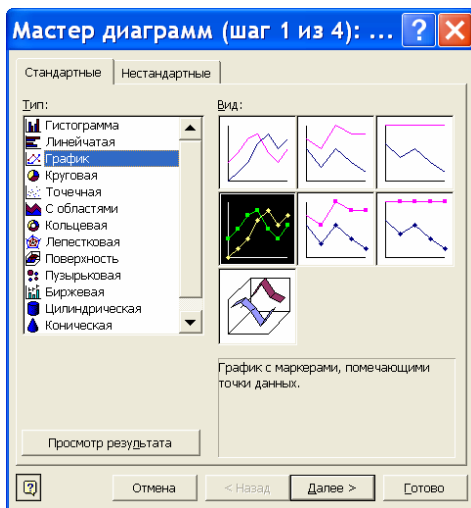 Мастер диаграмм (шаг 1 из 4): ...
Стандартные
Нестандартные
Тип:
Гистограмма
Линейчатая
График
Круговая
Точечная
С областями
Кольцевая
Лепестковая
Поверхность
Пузырьковая
Биржевая
Цилиндрическая
Коническая
Вид:
График с маркерами, помечающими
точки данных.
Просмотр результата
Отмена
< Назад
Далее >
Готово